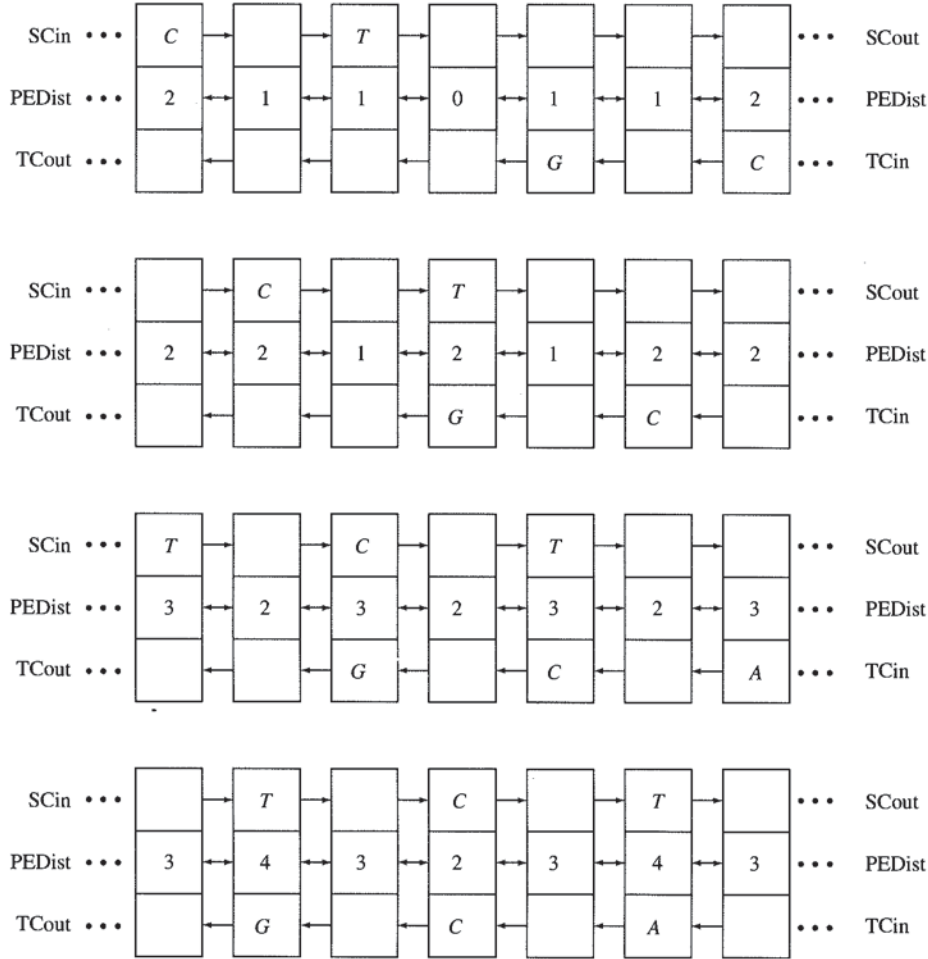 SCin • • • C T • • • SCout
PEDist • • • 2 1 1 0 1 1 2 • • • PEDist
TCout • • • G C • • • TCin
SCin • • • C T • • • SCout
PEDist • • • 2 2 1 2 1 2 2 • • • PEDist
TCout • • • G C • • • TCin
SCin • • • T C T • • • SCout
PEDist • • • 3 2 3 2 3 2 3 • • • PEDist
TCout • • • G C A • • • TCin
SCin • • • T C T • • • SCout
PEDist • • • 3 4 3 2 3 4 3 • • • PEDist
TCout • • • G C A • • • TCin